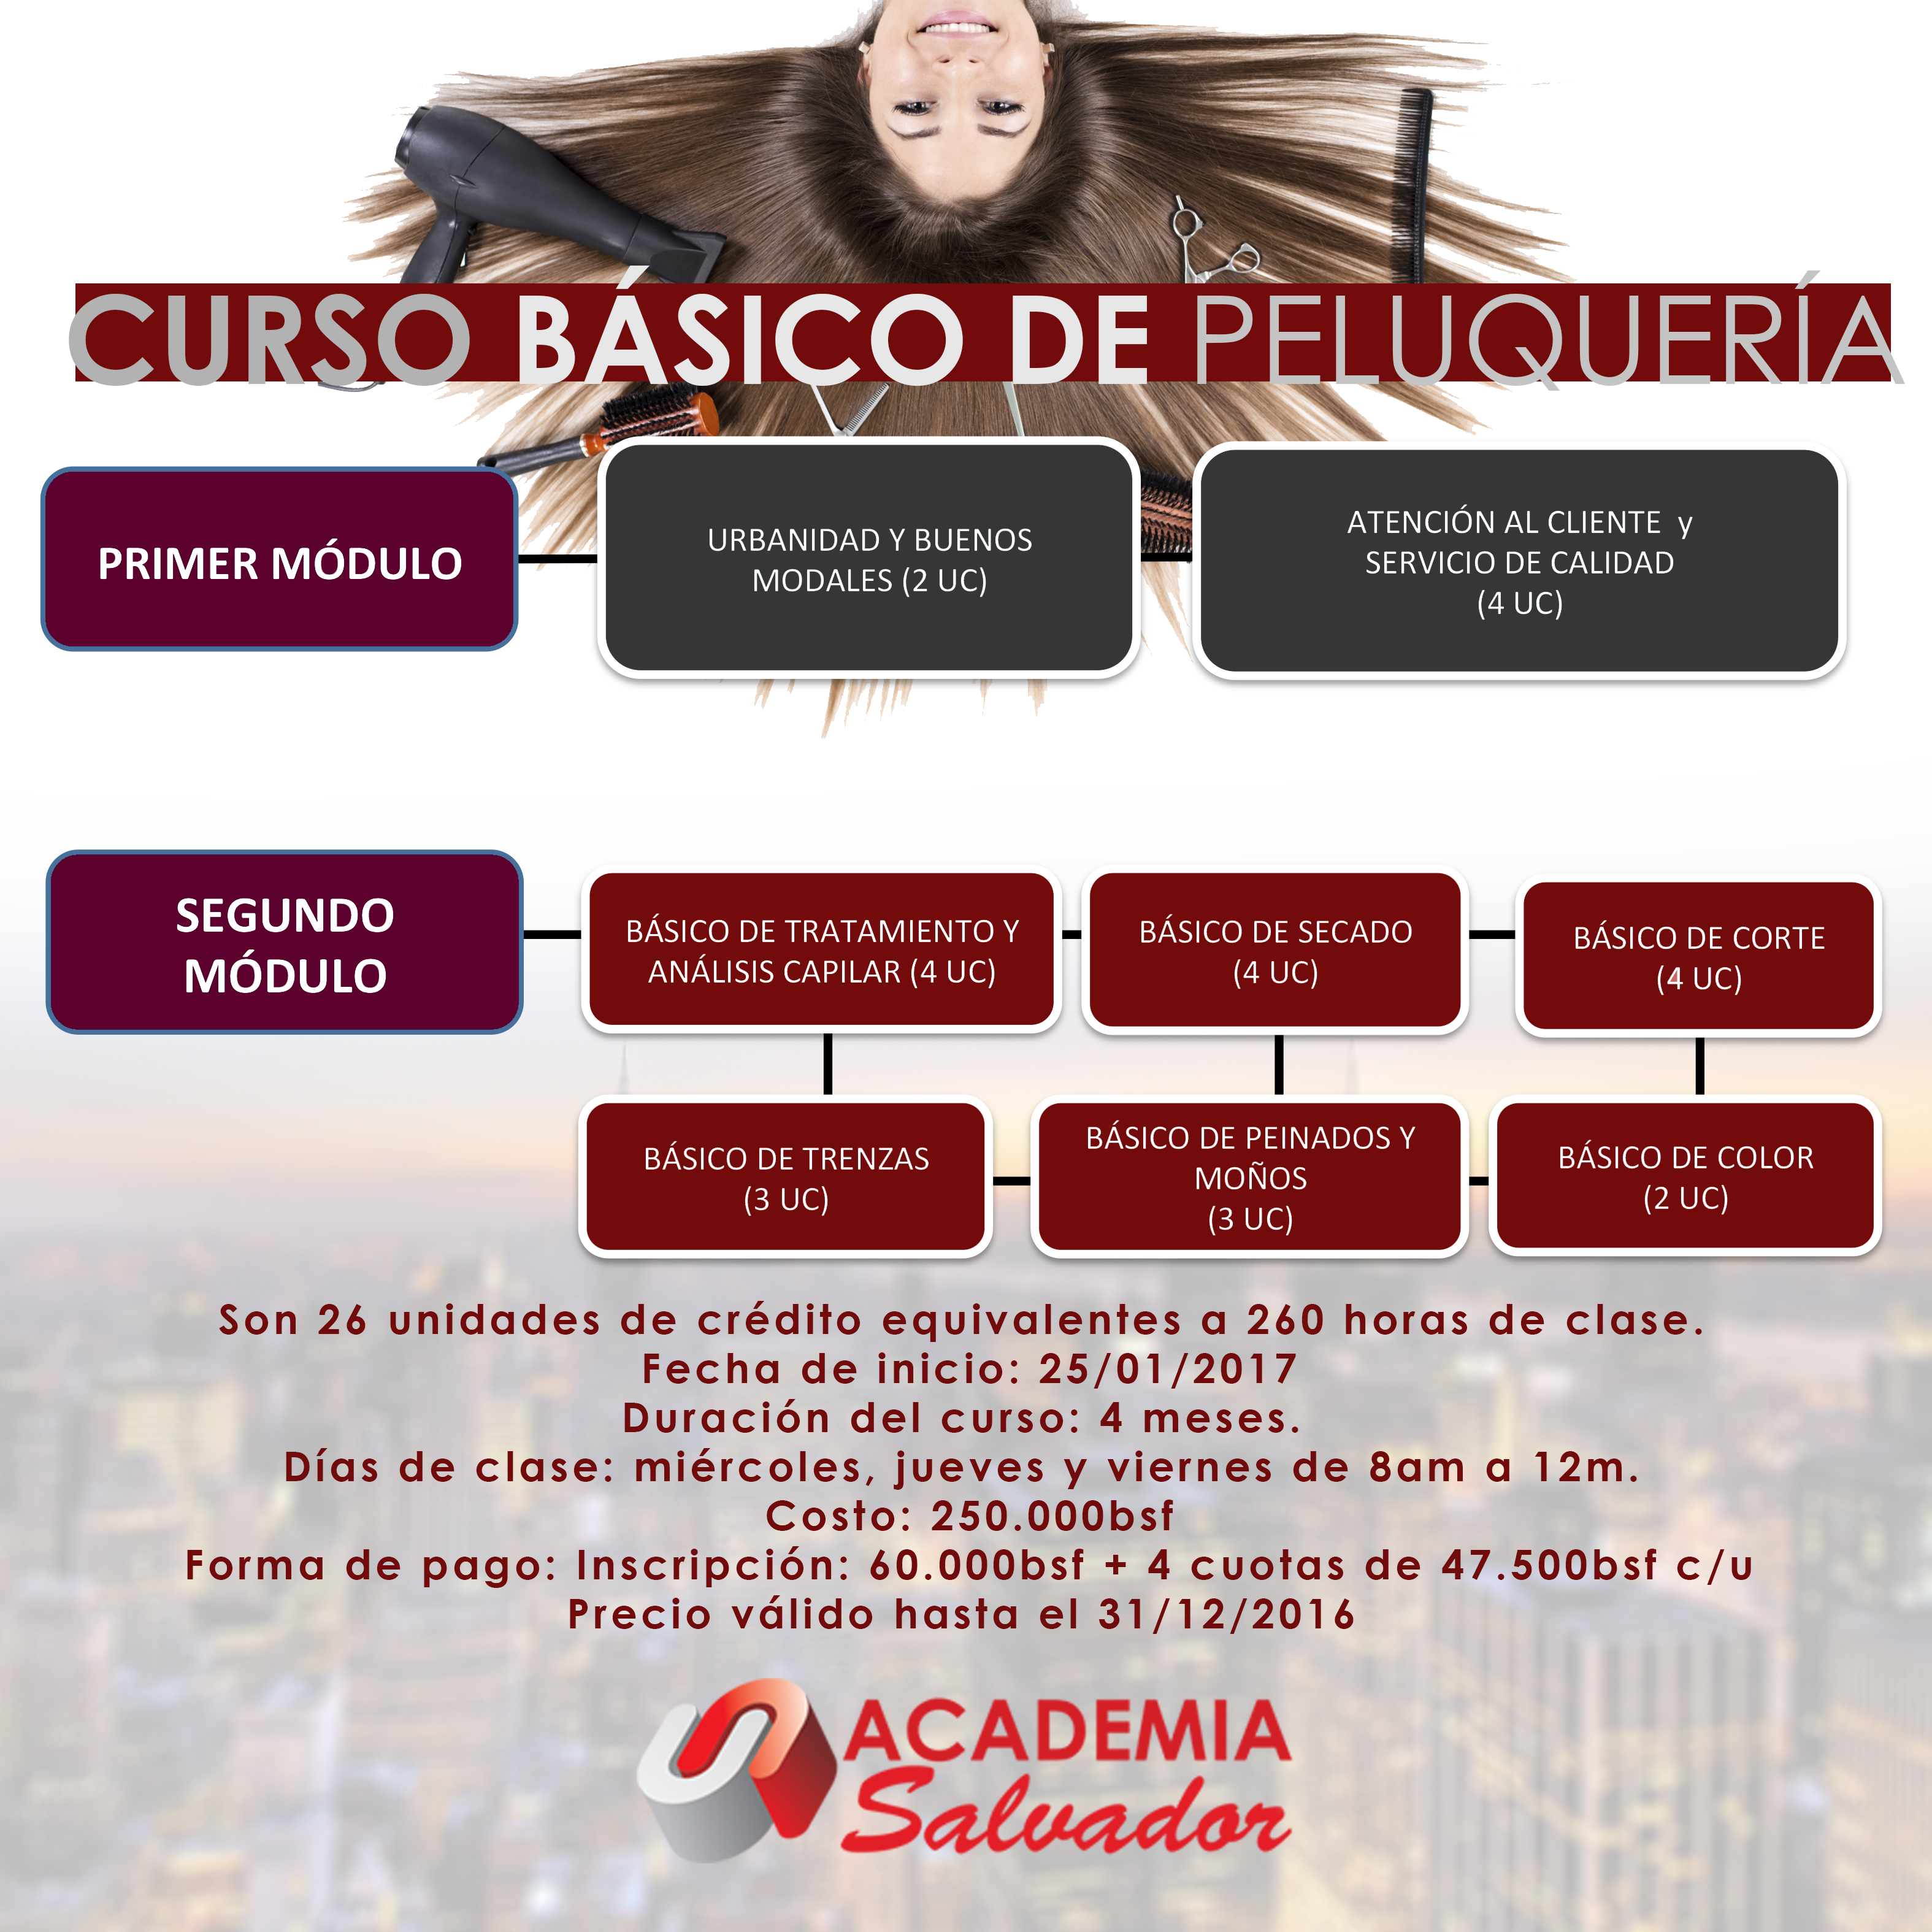 CURSO BÁSICO DE PELUQUERÍA
PRIMER MÓDULO
URBANIDAD Y BUENOS
MODALES (2 UC)
ATENCIÓN AL CLIENTE y
SERVICIO DE CALIDAD
(4 UC)
SEGUNDO
MÓDULO
BÁSICO DE TRATAMIENTO Y
ANÁLISIS CAPILAR (4 UC)
BÁSICO DE SECADO
(4 UC)
BÁSICO DE CORTE
(4 UC)
BÁSICO DE TRENZAS
(3 UC)
BÁSICO DE PEINADOS Y
MOÑOS
(3 UC)
BÁSICO DE COLOR
(2 UC)
Son 26 unidades de crédito equivalentes a 260 horas de clase.
Fecha de inicio: 25/01/2017
Duración del curso: 4 meses.
Días de clase: miércoles, jueves y viernes de 8am a 12m.
Costo: 250.000bsf
Forma de pago: Inscripción: 60.000bsf + 4 cuotas de 47.500bsf c/u
Precio válido hasta el 31/12/2016
ACADEMIA
Salvador